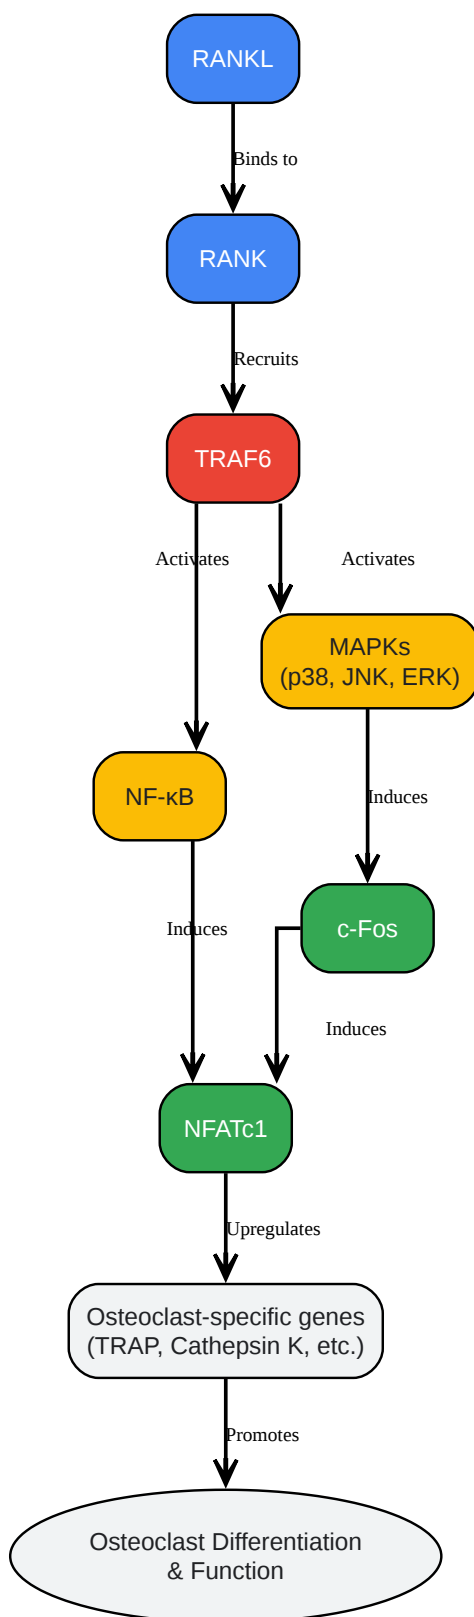 RANKL
Binds to
RANK
Recruits
TRAF6
Activates
Activates
MAPKs
(p38, JNK, ERK)
NF-κB
Induces
c-Fos
Induces
Induces
NFATc1
Upregulates
Osteoclast-specific genes
(TRAP, Cathepsin K, etc.)
Promotes
Osteoclast Differentiation
& Function